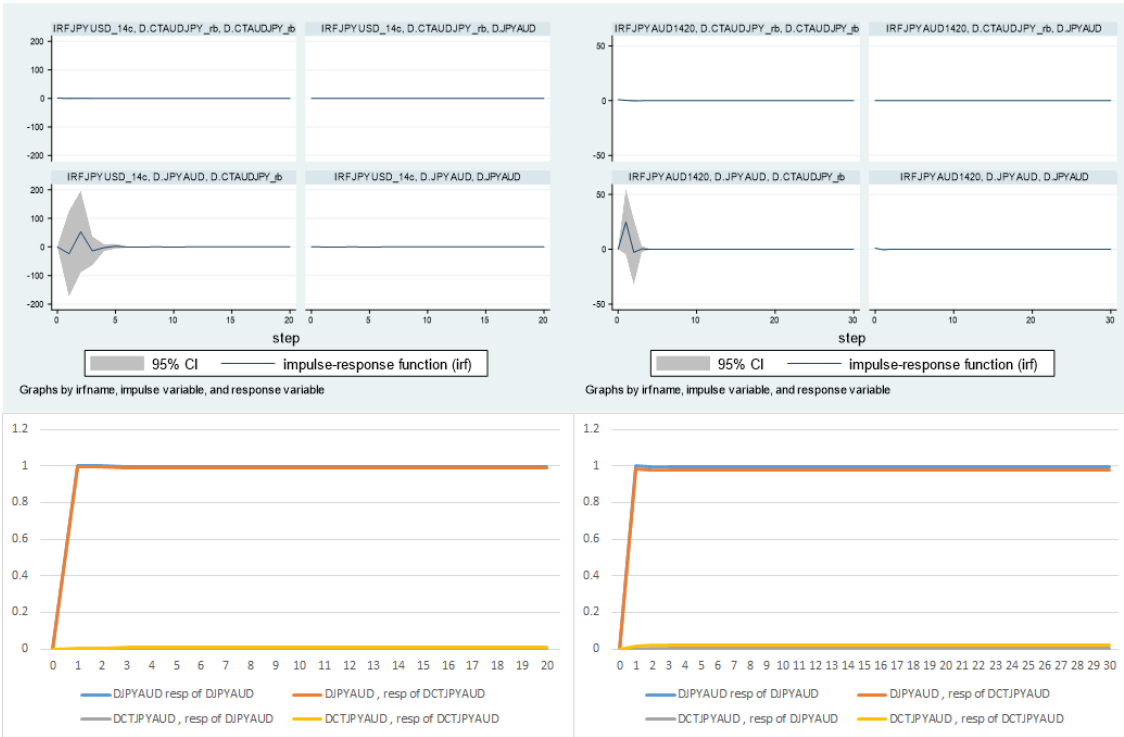 IRFJPYUSD_14c, D.CTAUDJPY_rb, D.CTAUDJPY_rb
IRFJPYUSD_14c, D.CTAUDJPY_rb, D.JPYAUD
200
100
0
-100
-200
IRFJPYUSD_14c, D.JPYAUD, D.CTAUDJPY_rb
IRFJPYUSD_14c, D.JPYAUD, D.JPYAUD
200
100
0
-100
-200
0 5 10 15 20 0 5 10 15 20
step
95% CI impulse-response function (irf)
Graphs by irfname, impulse variable, and response variable
IRFJPYAUD1420, D.CTAUDJPY_rb, D.CTAUDJPY_rb
IRFJPYAUD1420, D.CTAUDJPY_rb, D.JPYAUD
50
0
-50
IRFJPYAUD1420, D.JPYAUD, D.CTAUDJPY_rb
IRFJPYAUD1420, D.JPYAUD, D.JPYAUD
50
0
-50
0 10 20 30 0 10 20 30
step
95% CI impulse-response function (irf)
Graphs by irfname, impulse variable, and response variable
1.2
1
0.8
0.6
0.4
0.2
0
0 1 2 3 4 5 6 7 8 9 10 11 12 13 14 15 16 17 18 19 20
DJPYAUD resp of DJPYAUD DJPYAUD , resp of DCTJPYAUD
DCTJPYAUD , resp of DJPYAUD DCTJPYAUD , resp of DCTJPYAUD
1.2
1
0.8
0.6
0.4
0.2
0
0 1 2 3 4 5 6 7 8 9 10 11 12 13 14 15 16 17 18 19 20 21 22 23 24 25 26 27 28 29 30
DJPYAUD resp of DJPYAUD DJPYAUD , resp of DCTJPYAUD
DCTJPYAUD , resp of DJPYAUD DCTJPYAUD , resp of DCTJPYAUD